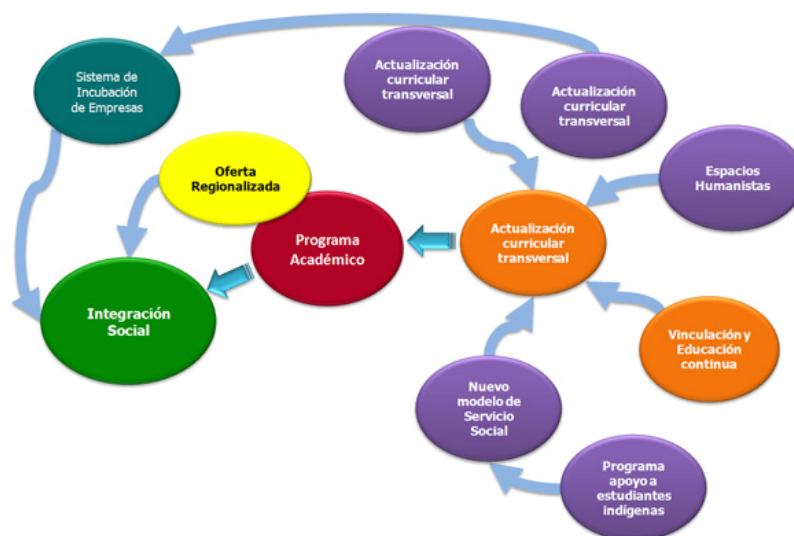 Sistema de
Incubación
de Empresas
Actualización
curricular
transversal
Actualización
curricular
transversal
Espacios
Humanistas
Oferta
Regionalizada
Programa
Académico
Actualización
curricular
transversal
Integración
Social
Vinculación y
Educación
continua
Nuevo
modelo de
Servicio
Social
Programa
apoyo a
estudiantes
indígenas